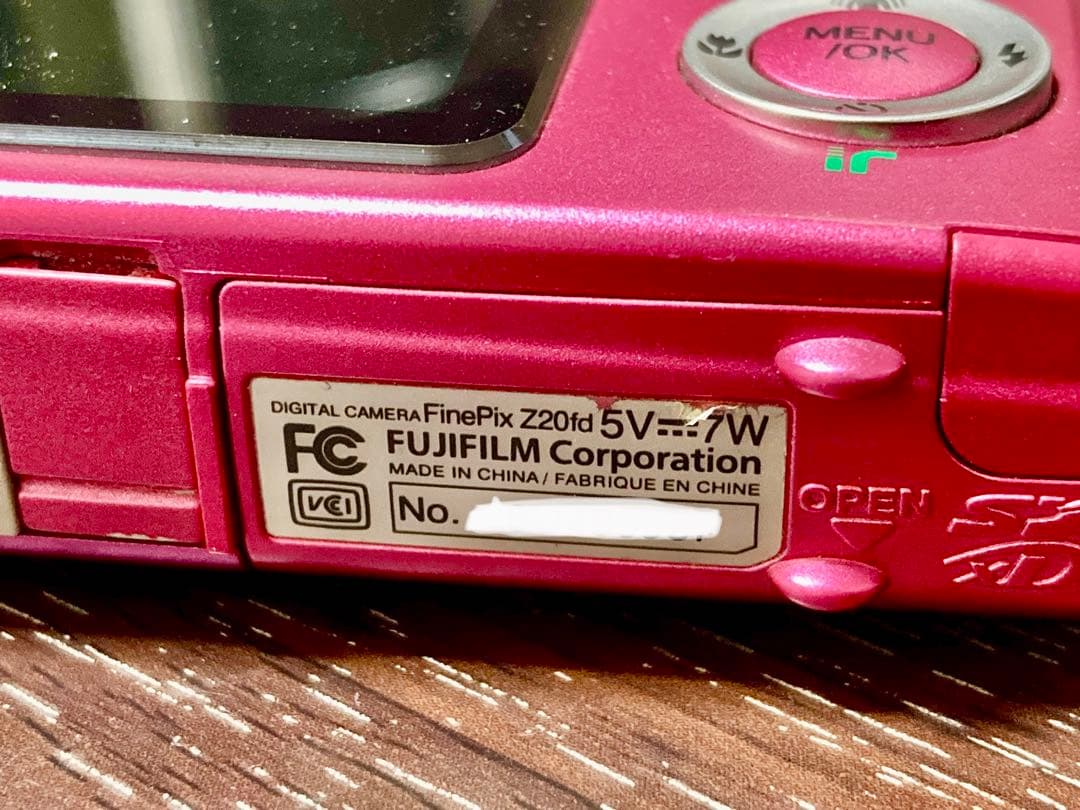 MENU
/OK
DIGITAL CAMERA FinePix Z20fd 5V⎓7W
FC FUJIFILM Corporation
MADE IN CHINA / FABRIQUE EN CHINE
VCI No.
OPEN
xD